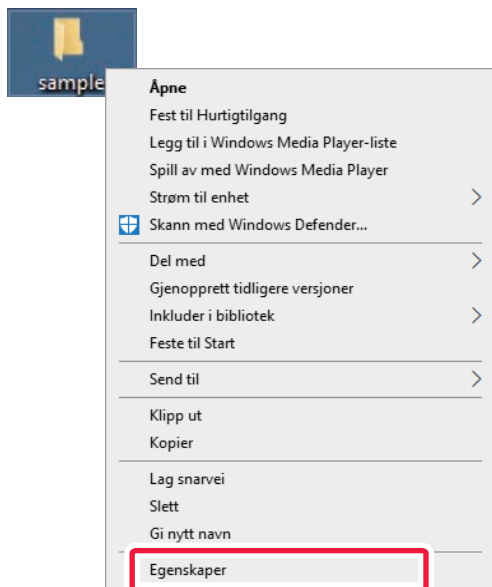 sample
Åpne
Fest til Hurtigtilgang
Legg til i Windows Media Player-liste
Spill av med Windows Media Player
Strøm til enhet
Skann med Windows Defender...
Del med
Gjenopprett tidligere versjoner
Inkluder i bibliotek
Feste til Start
Send til
Klipp ut
Kopier
Lag snarvei
Slett
Gi nytt navn
Egenskaper